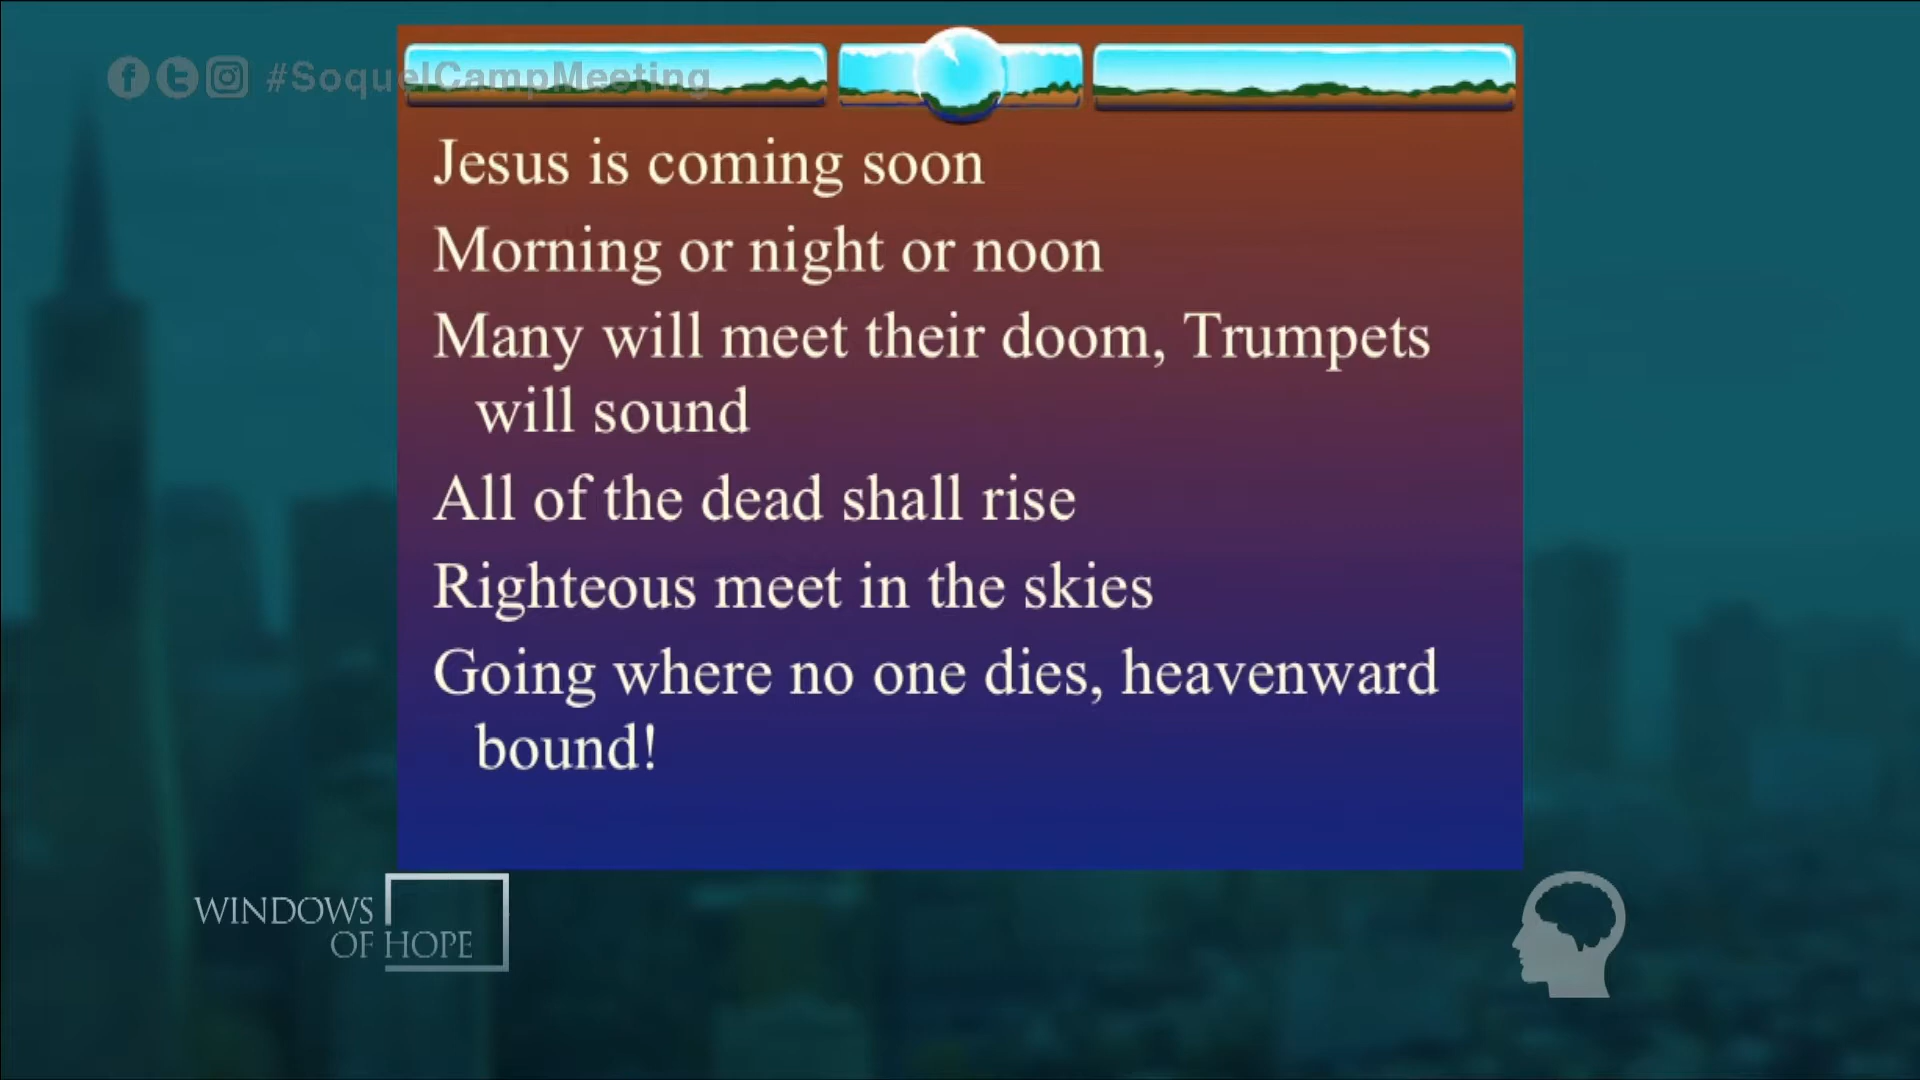 #SoquelCampMeeting
Jesus is coming soon
Morning or night or noon
Many will meet their doom, Trumpets
will sound
All of the dead shall rise
Righteous meet in the skies
Going where no one dies, heavenward
bound!
WINDOWS
OF HOPE